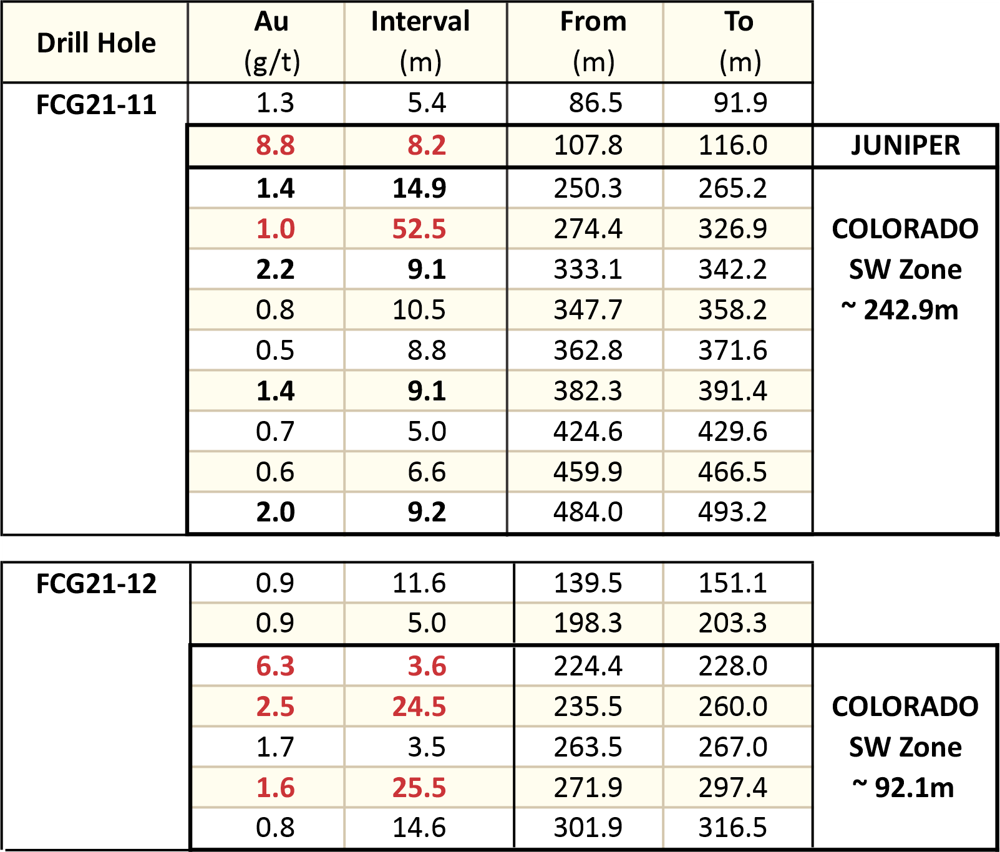 Drill Hole Au Interval From To
(g/t) (m) (m) (m)
FCG21-11 1.3 5.4 86.5 91.9
8.8 8.2 107.8 116.0 JUNIPER
1.4 14.9 250.3 265.2
1.0 52.5 274.4 326.9 COLORADO
2.2 9.1 333.1 342.2 SW Zone
0.8 10.5 347.7 358.2 ~ 242.9m
0.5 8.8 362.8 371.6
1.4 9.1 382.3 391.4
0.7 5.0 424.6 429.6
0.6 6.6 459.9 466.5
2.0 9.2 484.0 493.2
FCG21-12 0.9 11.6 139.5 151.1
0.9 5.0 198.3 203.3
6.3 3.6 224.4 228.0
2.5 24.5 235.5 260.0 COLORADO
1.7 3.5 263.5 267.0 SW Zone
1.6 25.5 271.9 297.4 ~ 92.1m
0.8 14.6 301.9 316.5